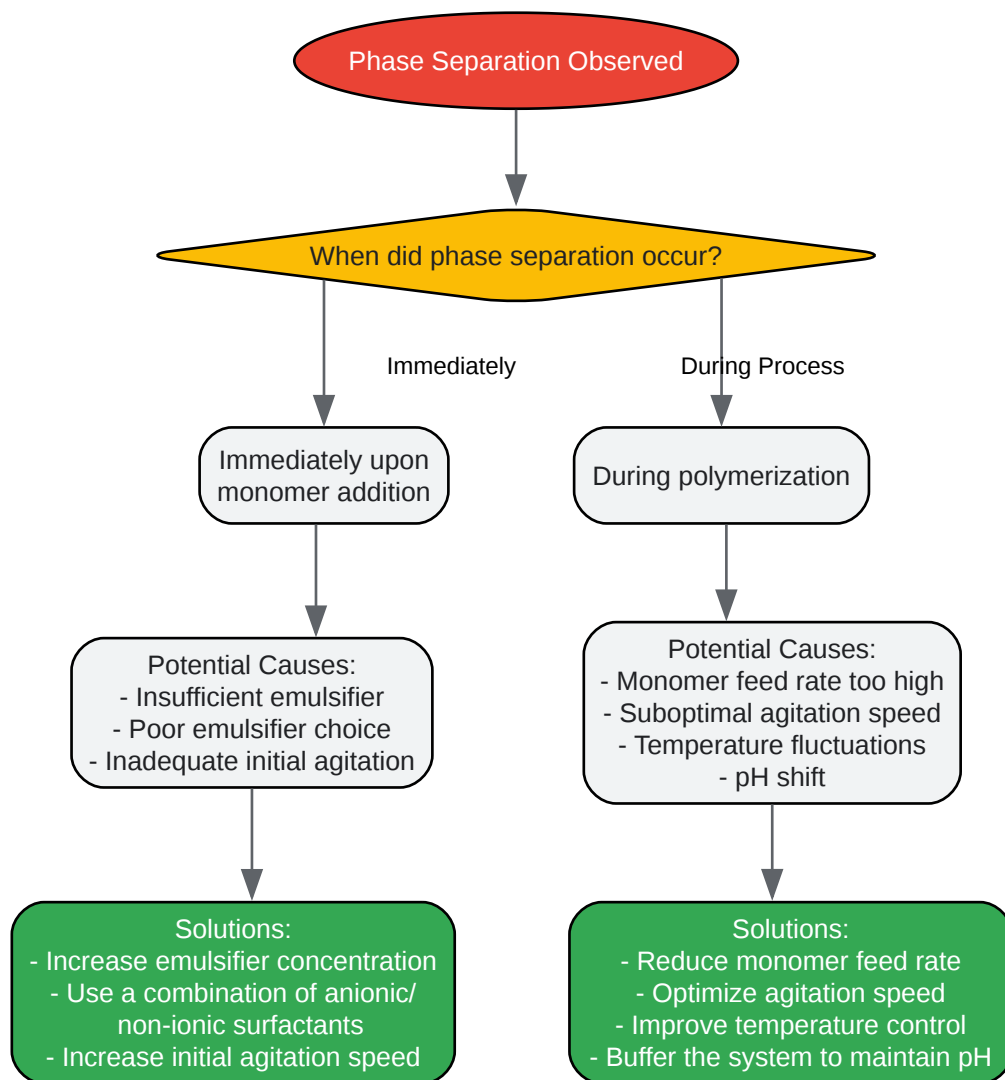 Phase Separation Observed
When did phase separation occur?
Immediately
During Process
Immediately upon
monomer addition
During polymerization
Potential Causes:
- Insufficient emulsifier
- Poor emulsifier choice
- Inadequate initial agitation
Potential Causes:
- Monomer feed rate too high
- Suboptimal agitation speed
- Temperature fluctuations
- pH shift
Solutions:
- Increase emulsifier concentration
- Use a combination of anionic/
non-ionic surfactants
- Increase initial agitation speed
Solutions:
- Reduce monomer feed rate
- Optimize agitation speed
- Improve temperature control
- Buffer the system to maintain pH